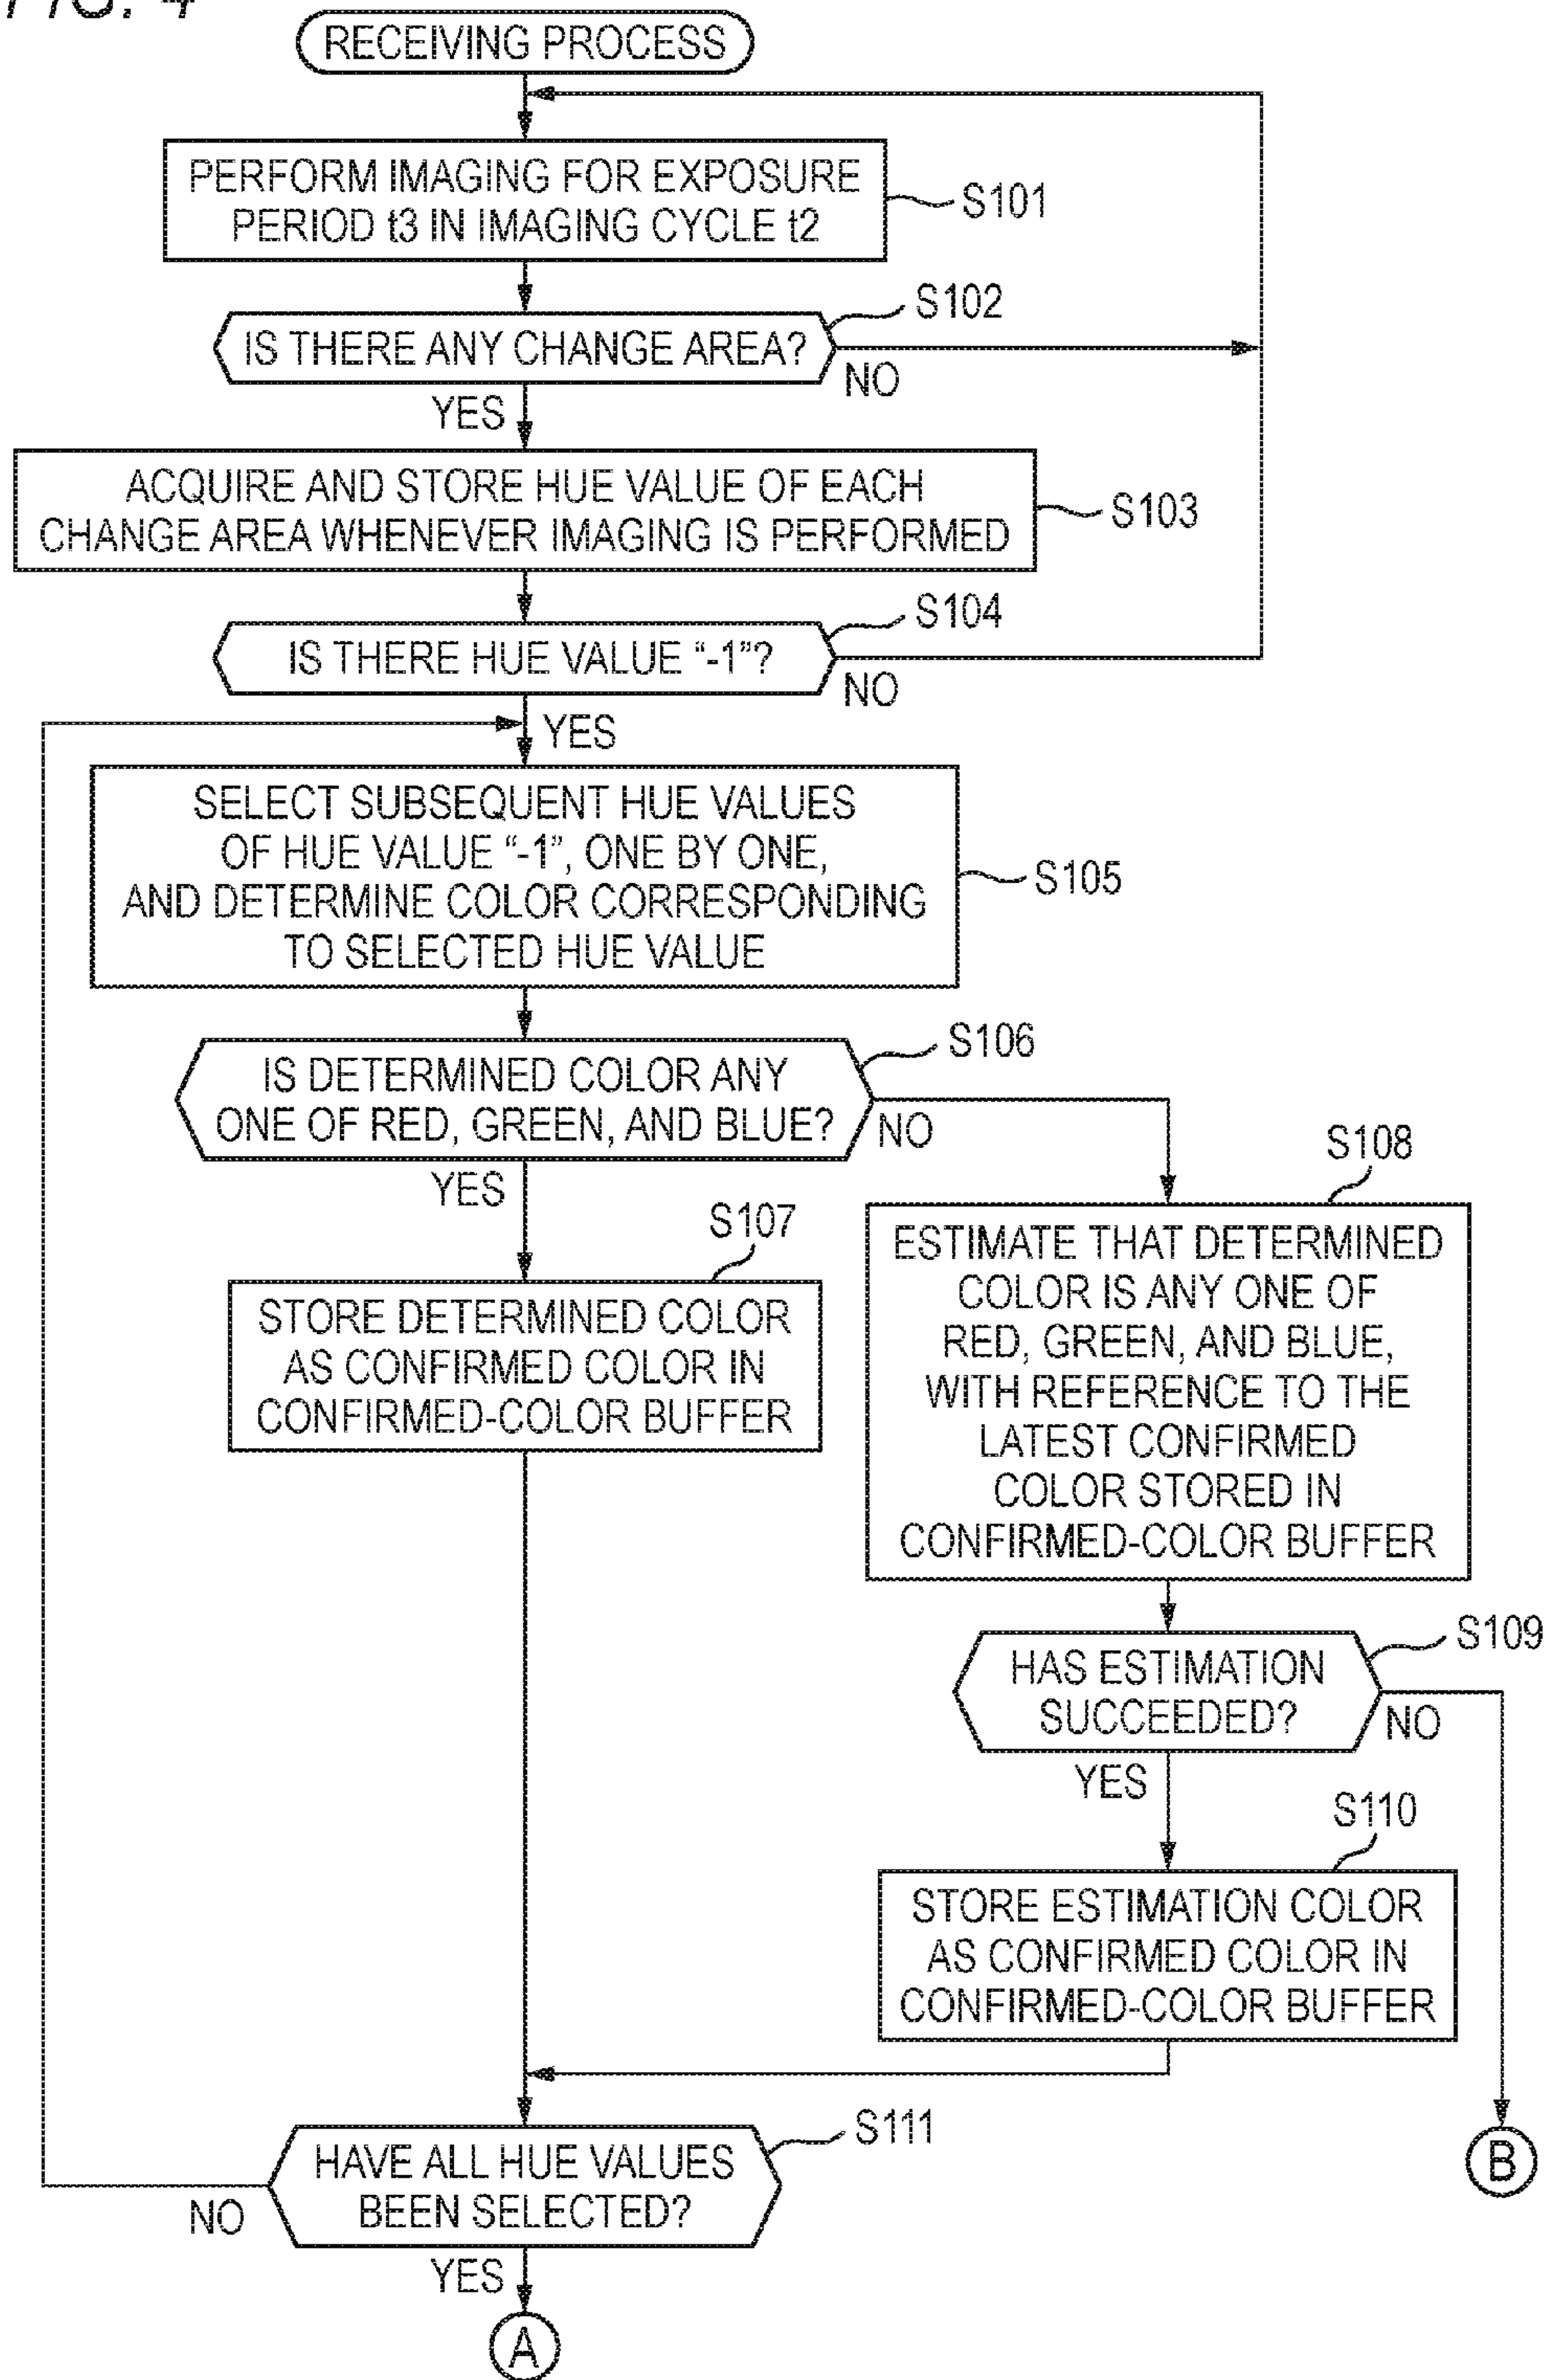 FIG. 4
RECEIVING PROCESS
PERFORM IMAGING FOR EXPOSURE
PERIOD t3 IN IMAGING CYCLE t2
S101
S102
IS THERE ANY CHANGE AREA?
NO
YES
ACQUIRE AND STORE HUE VALUE OF EACH
CHANGE AREA WHENEVER IMAGING IS PERFORMED
S103
S104
IS THERE HUE VALUE “-1”?
NO
YES
SELECT SUBSEQUENT HUE VALUES
OF HUE VALUE “-1”, ONE BY ONE,
AND DETERMINE COLOR CORRESPONDING
TO SELECTED HUE VALUE
S105
S106
IS DETERMINED COLOR ANY
ONE OF RED, GREEN, AND BLUE?
NO
YES
S107
STORE DETERMINED COLOR
AS CONFIRMED COLOR IN
CONFIRMED-COLOR BUFFER
S108
ESTIMATE THAT DETERMINED
COLOR IS ANY ONE OF
RED, GREEN, AND BLUE,
WITH REFERENCE TO THE
LATEST CONFIRMED
COLOR STORED IN
CONFIRMED-COLOR BUFFER
S109
HAS ESTIMATION
SUCCEEDED?
NO
YES
S110
STORE ESTIMATION COLOR
AS CONFIRMED COLOR IN
CONFIRMED-COLOR BUFFER
S111
HAVE ALL HUE VALUES
BEEN SELECTED?
NO
YES
B
A